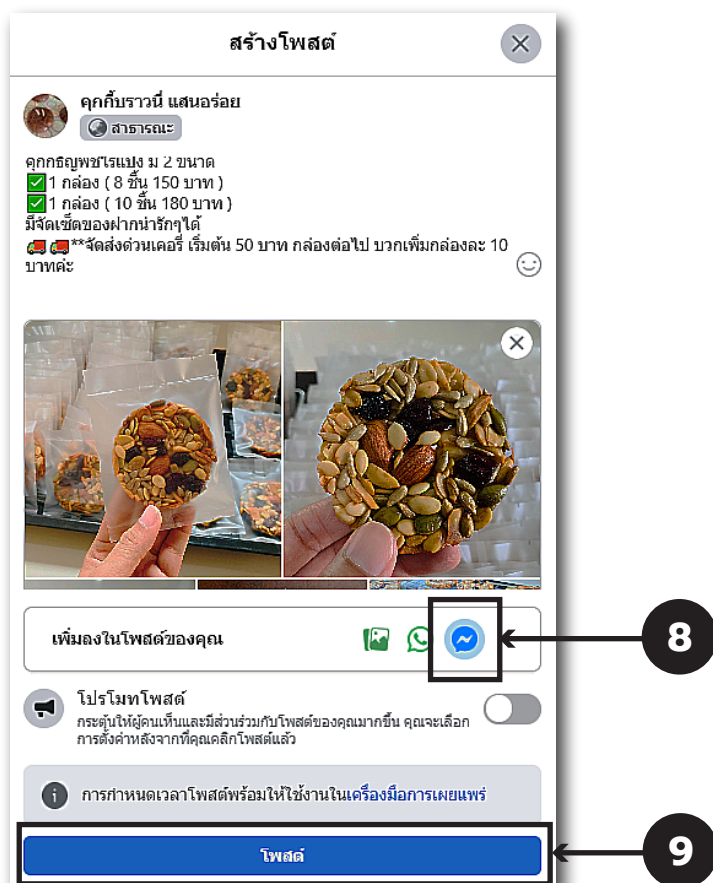 สร้างโพสต์
คุกกี้บราวนี่ แสนอร่อย
สาธารณะ
คุกกี้ธัญพืชไร้แป้ง มี 2 ขนาด
✅1 กล่อง ( 8 ชิ้น 150 บาท )
✅1 กล่อง ( 10 ชิ้น 180 บาท )
มีจัดเซ็ตของฝากน่ารักๆได้
🚚🚚**จัดส่งด่วนเคอรี่ เริ่มต้น 50 บาท กล่องต่อไป บวกเพิ่มกล่องละ 10
บาทค่ะ
เพิ่มลงในโพสต์ของคุณ
8
โปรโมทโพสต์
กระตุ้นให้ผู้คนเห็นและมีส่วนร่วมกับโพสต์ของคุณมากขึ้น คุณจะเลือก
การตั้งค่าหลังจากที่คุณคลิกโพสต์แล้ว
การกำหนดเวลาโพสต์พร้อมให้ใช้งานในเครื่องมือการเผยแพร่
โพสต์
9